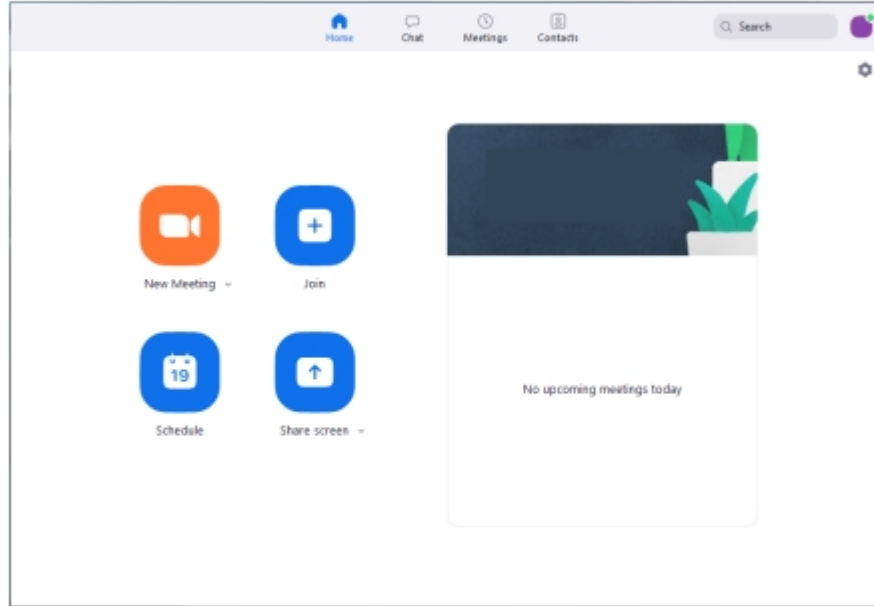 Home
Chat
Meetings
Contacts
Search
New Meeting
Join
19
Schedule
Share screen
No upcoming meetings today